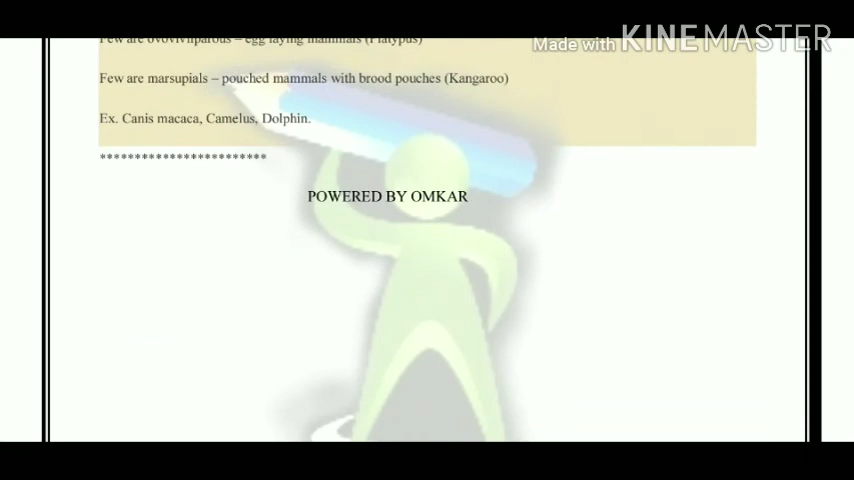 Few are ovoviviparous – egg laying mammals (Platypus)
Made with KINEMASTER
Few are marsupials – pouched mammals with brood pouches (Kangaroo)
Ex. Canis macaca, Camelus, Dolphin.
************************
POWERED BY OMKAR